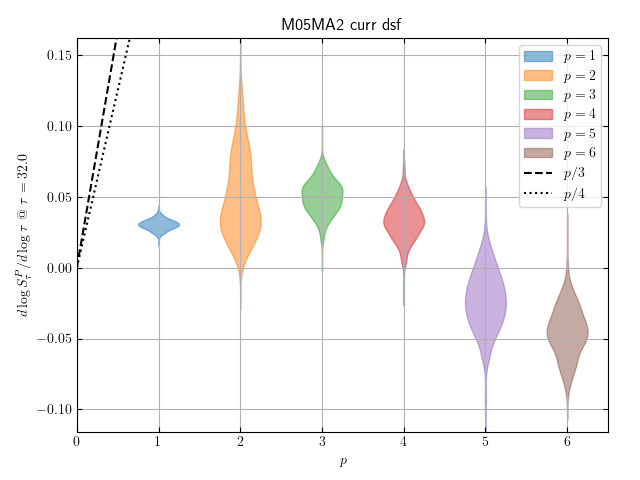 M05MA2 curr dsf
d log S_τ^P / d log τ @ τ = 32.0
0.15
0.10
0.05
0.00
−0.05
−0.10
0 1 2 3 4 5 6
p
p = 1
p = 2
p = 3
p = 4
p = 5
p = 6
p/3
p/4